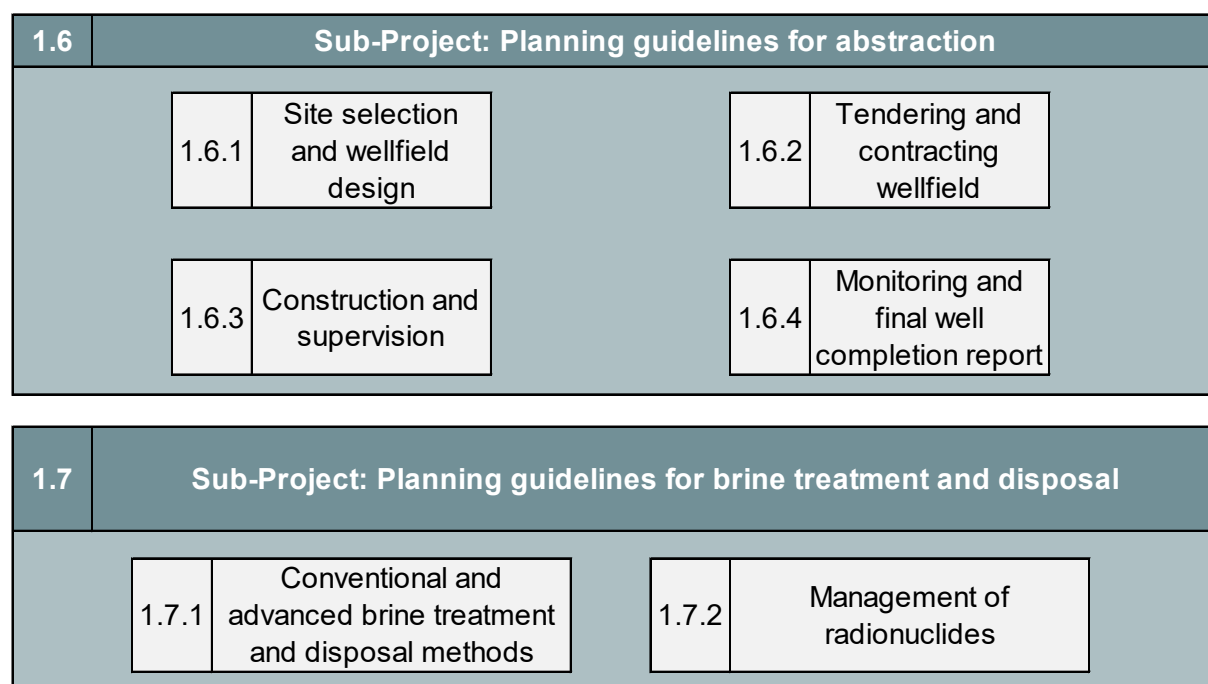 1.6
Sub-Project: Planning guidelines for abstraction
1.6.1
Site selection
and wellfield
design
1.6.2
Tendering and
contracting
wellfield
1.6.3
Construction and
supervision
1.6.4
Monitoring and
final well
completion report
1.7
Sub-Project: Planning guidelines for brine treatment and disposal
1.7.1
Conventional and
advanced brine treatment
and disposal methods
1.7.2
Management of
radionuclides